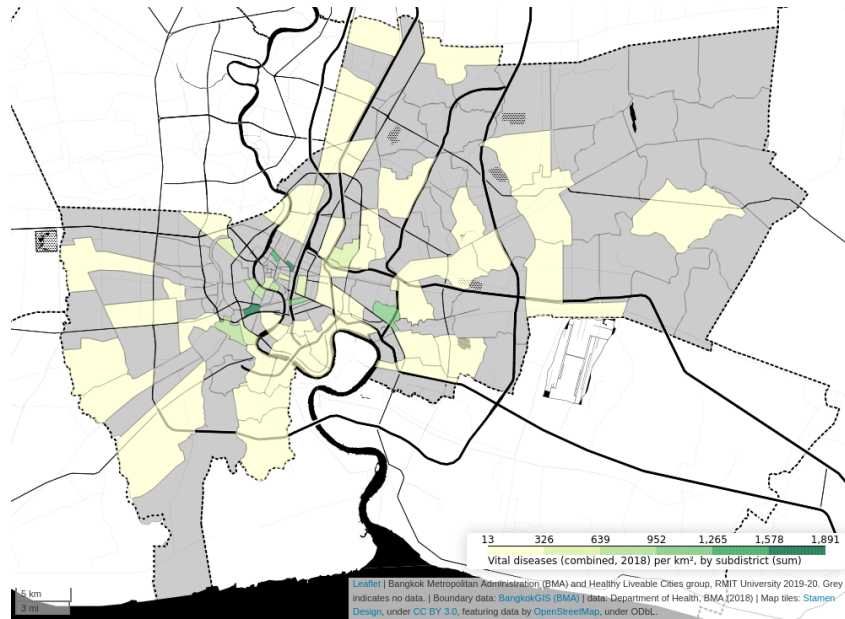 13 326 639 952 1,265 1,578 1,891
Vital diseases (combined, 2018) per km², by subdistrict (sum)
5 km
3 mi
Leaflet | Bangkok Metropolitan Administration (BMA) and Healthy Liveable Cities group, RMIT University 2019-20. Grey
indicates no data. | Boundary data: BangkokGIS (BMA) | data: Department of Health, BMA (2018) | Map tiles: Stamen
Design, under CC BY 3.0, featuring data by OpenStreetMap, under ODbL.